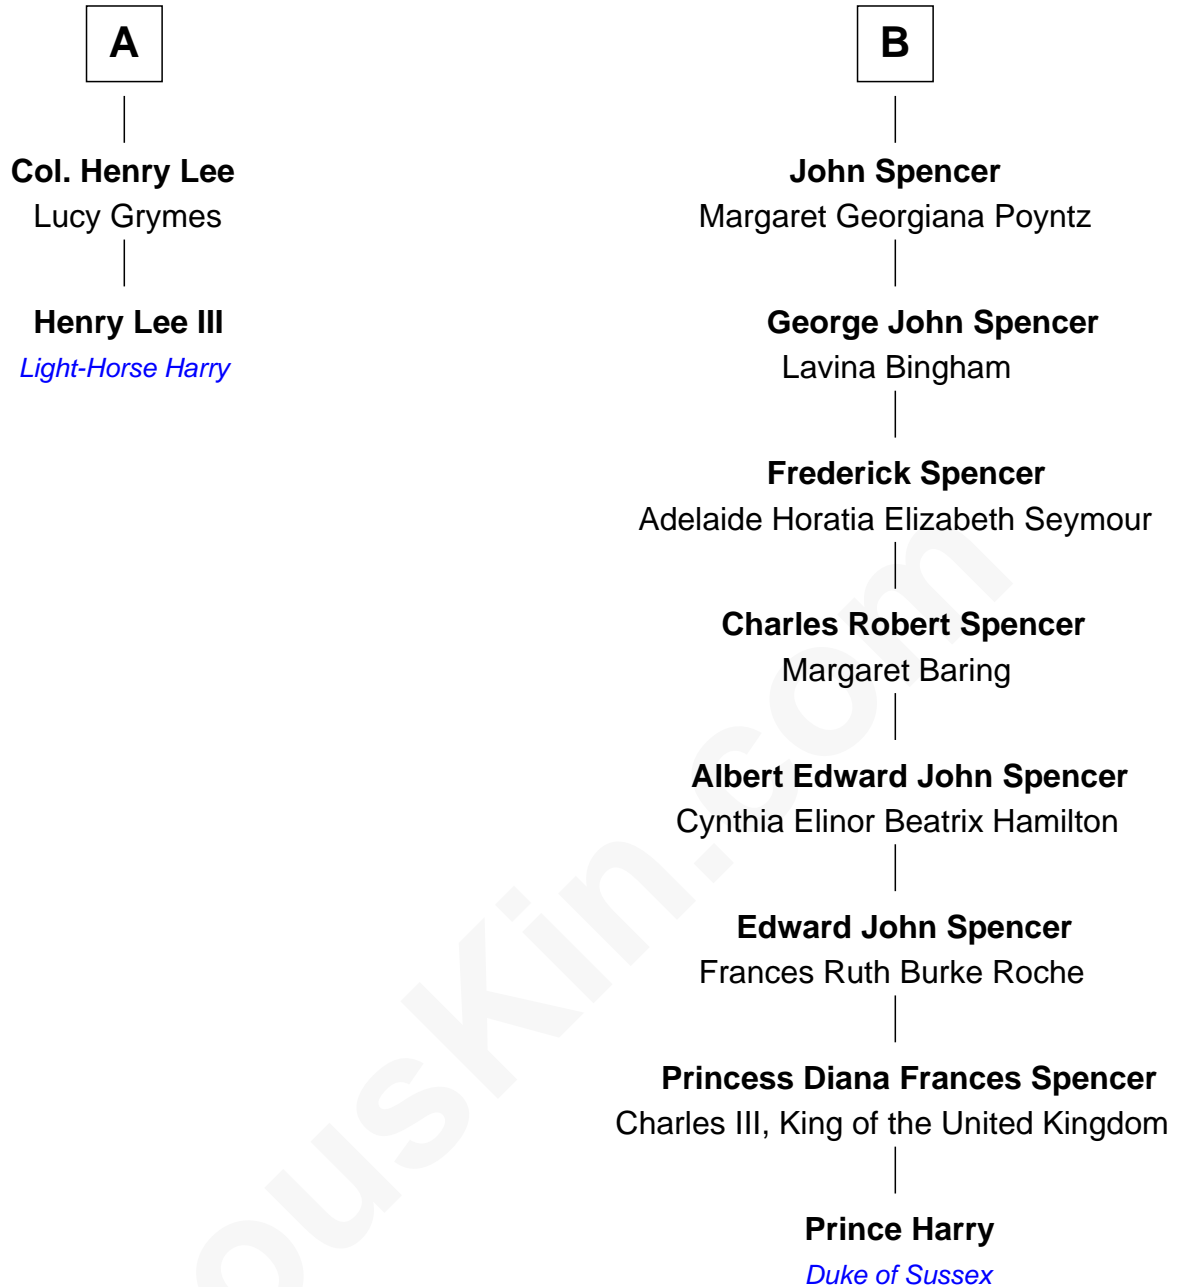 A
Col. Henry Lee
Lucy Grymes
Henry Lee III
Light-Horse Harry
B
John Spencer
Margaret Georgiana Poyntz
George John Spencer
Lavina Bingham
Frederick Spencer
Adelaide Horatia Elizabeth Seymour
Charles Robert Spencer
Margaret Baring
Albert Edward John Spencer
Cynthia Elinor Beatrix Hamilton
Edward John Spencer
Frances Ruth Burke Roche
Princess Diana Frances Spencer
Charles III, King of the United Kingdom
Prince Harry
Duke of Sussex
ousKin.com